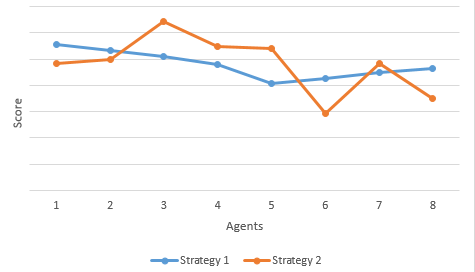 Score
1 2 3 4 5 6 7 8
Agents
Strategy 1 Strategy 2